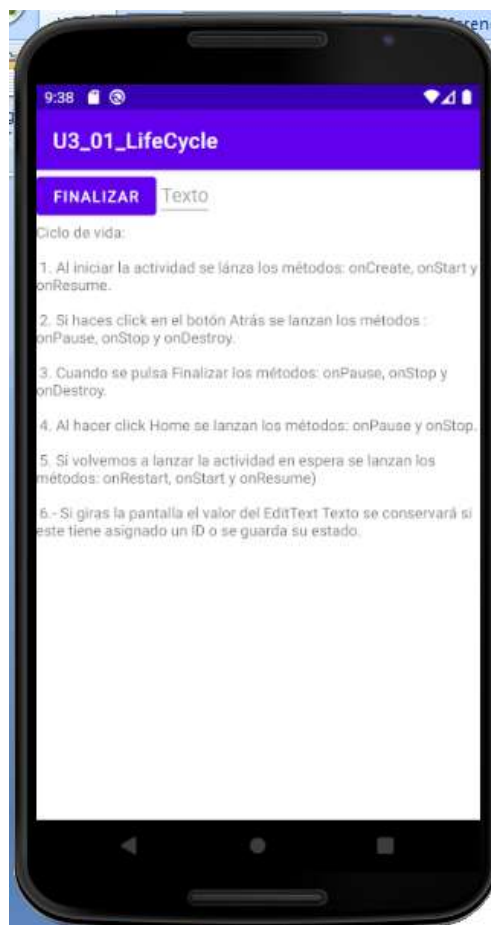 9:38
U3_01_LifeCycle
FINALIZAR Texto
Ciclo de vida:
1. Al iniciar la actividad se lánza los métodos: onCreate, onStart y
onResume.
2. Si haces click en el botón Atrás se lanzan los métodos :
onPause, onStop y onDestroy.
3. Cuando se pulsa Finalizar los métodos: onPause, onStop y
onDestroy.
4. Al hacer click Home se lanzan los métodos: onPause y onStop.
5. Si volvemos a lanzar la actividad en espera se lanzan los
métodos: onRestart, onStart y onResume)
6.- Si giras la pantalla el valor del EditText Texto se conservará si
este tiene asignado un ID o se guarda su estado.